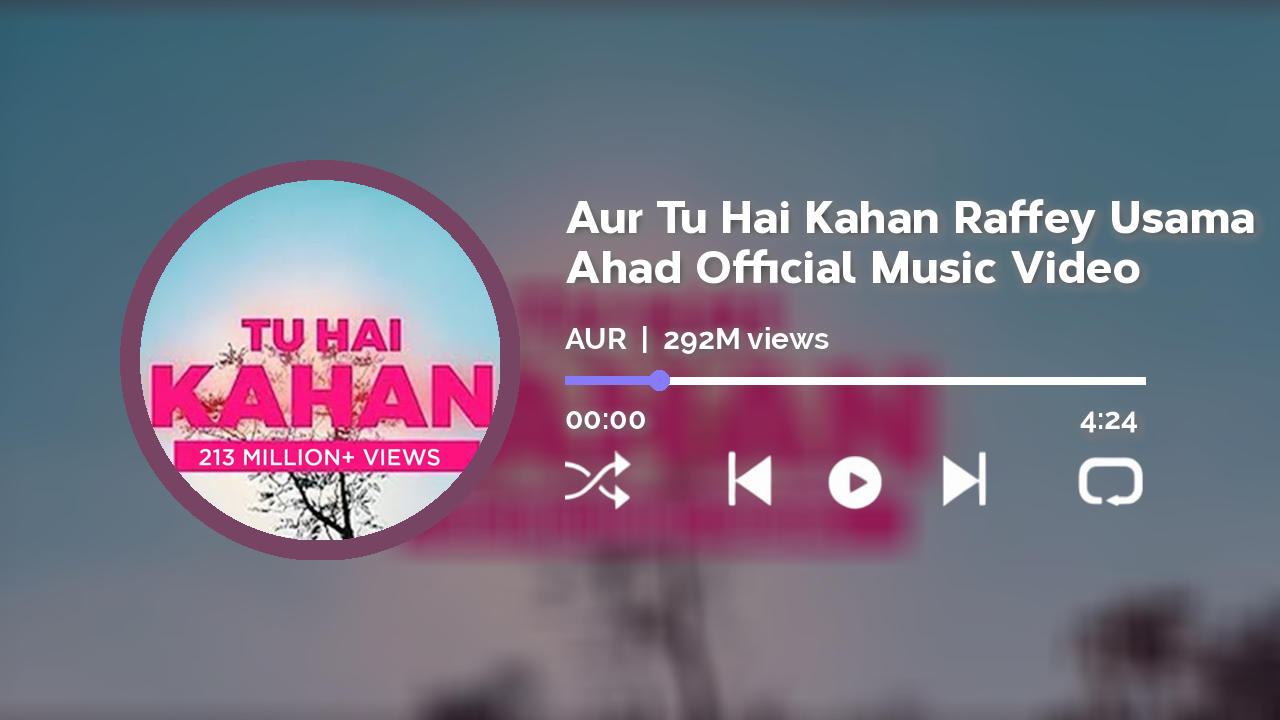 TU HAI
KAHAN
213 MILLION+ VIEWS
Aur Tu Hai Kahan Raffey Usama
Ahad Official Music Video
AUR | 292M views
00:00
4:24